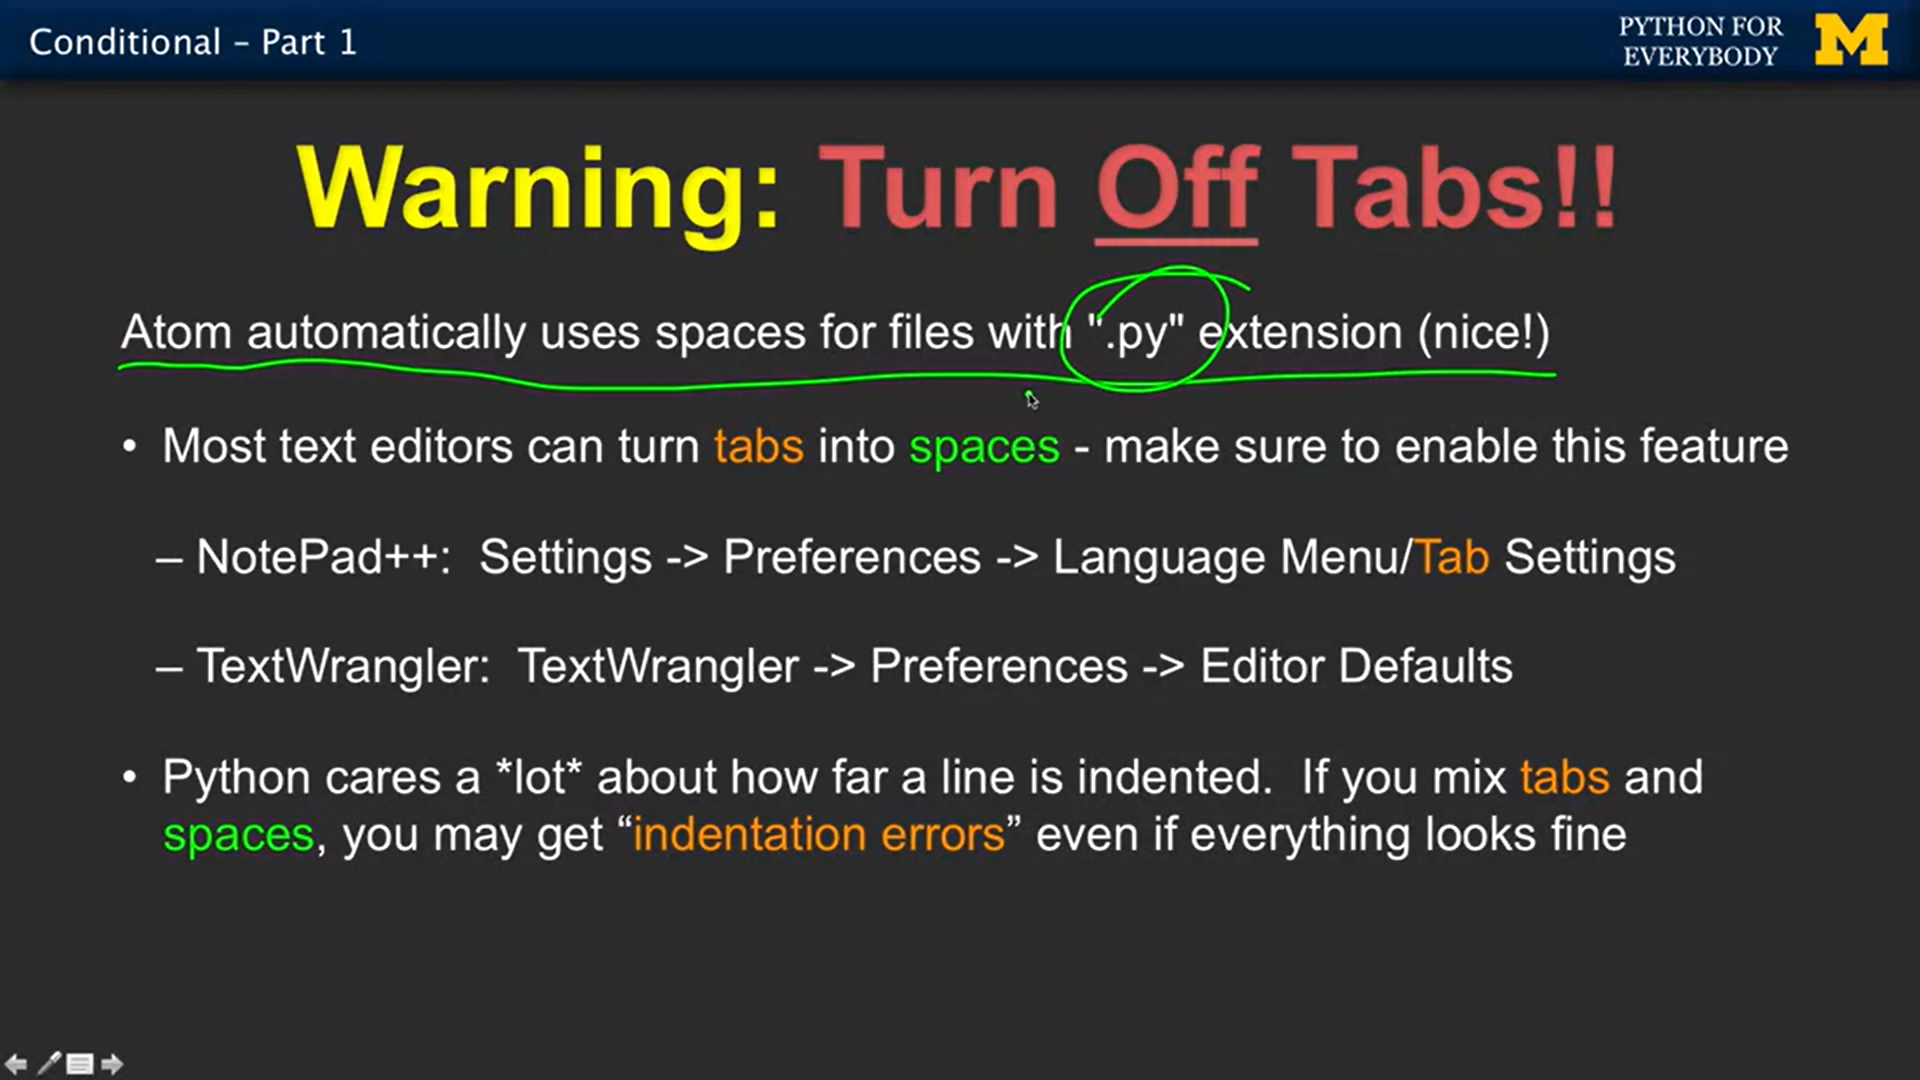 Conditional – Part 1
PYTHON FOR
EVERYBODY
M
Warning: Turn Off Tabs!!
Atom automatically uses spaces for files with ".py" extension (nice!)
• Most text editors can turn tabs into spaces - make sure to enable this feature
– NotePad++:  Settings -> Preferences -> Language Menu/Tab Settings
– TextWrangler:  TextWrangler -> Preferences -> Editor Defaults
• Python cares a *lot* about how far a line is indented.  If you mix tabs and
spaces, you may get “indentation errors” even if everything looks fine